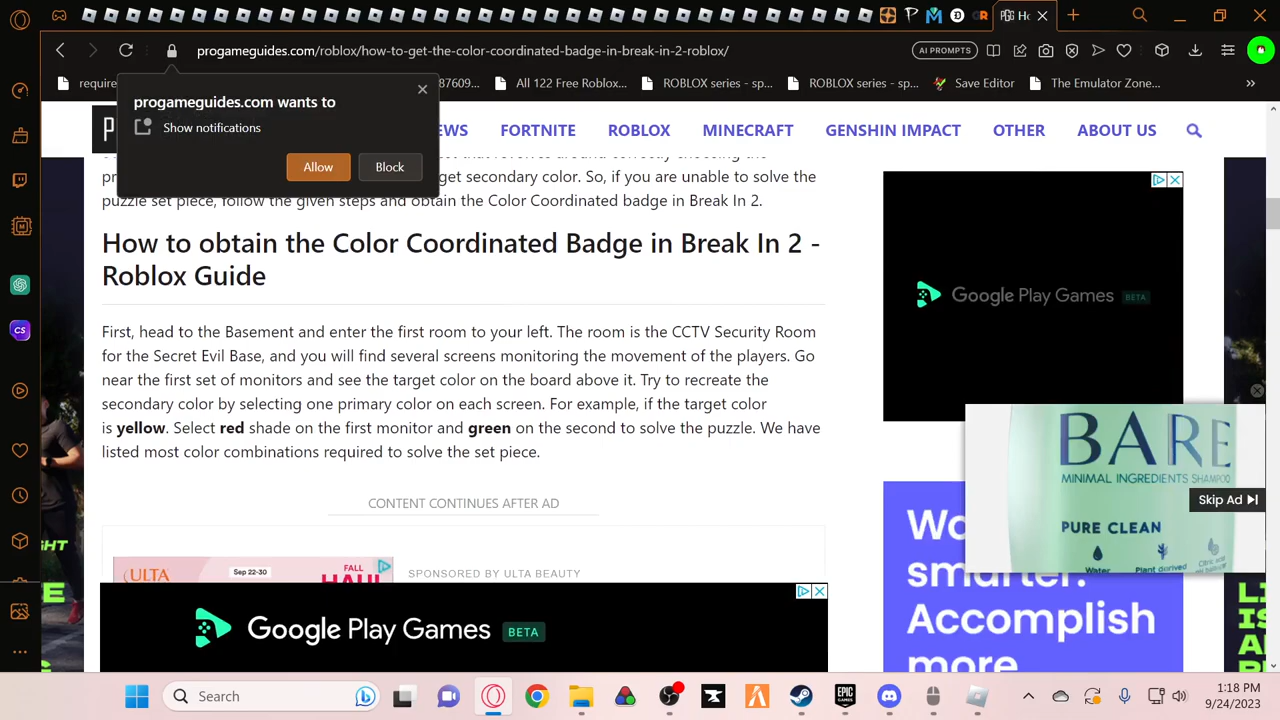 Ho
progameguides.com/roblox/how-to-get-the-color-coordinated-badge-in-break-in-2-roblox/
AI PROMPTS
require
87609...
All 122 Free Roblox...
ROBLOX series - sp...
ROBLOX series - sp...
Save Editor
The Emulator Zone...
progameguides.com wants to
Show notifications
Allow
Block
P
EWS
FORTNITE
ROBLOX
MINECRAFT
GENSHIN IMPACT
OTHER
ABOUT US
get secondary color. So, if you are unable to solve the
puzzle set piece, follow the given steps and obtain the Color Coordinated badge in Break In 2.
How to obtain the Color Coordinated Badge in Break In 2 -
Roblox Guide
First, head to the Basement and enter the first room to your left. The room is the CCTV Security Room
for the Secret Evil Base, and you will find several screens monitoring the movement of the players. Go
near the first set of monitors and see the target color on the board above it. Try to recreate the
secondary color by selecting one primary color on each screen. For example, if the target color
is yellow. Select red shade on the first monitor and green on the second to solve the puzzle. We have
listed most color combinations required to solve the set piece.
CONTENT CONTINUES AFTER AD
ULTA
Sep 22-30
FALL
HAUL
SPONSORED BY ULTA BEAUTY
Google Play Games BETA
Google Play Games BETA
BARE
MINIMAL INGREDIENTS SHAMPOO
PURE CLEAN
Water
Plant derived
Citric acid
Skip Ad
smarter.
Accomplish
more
Search
1:18 PM
9/24/2023